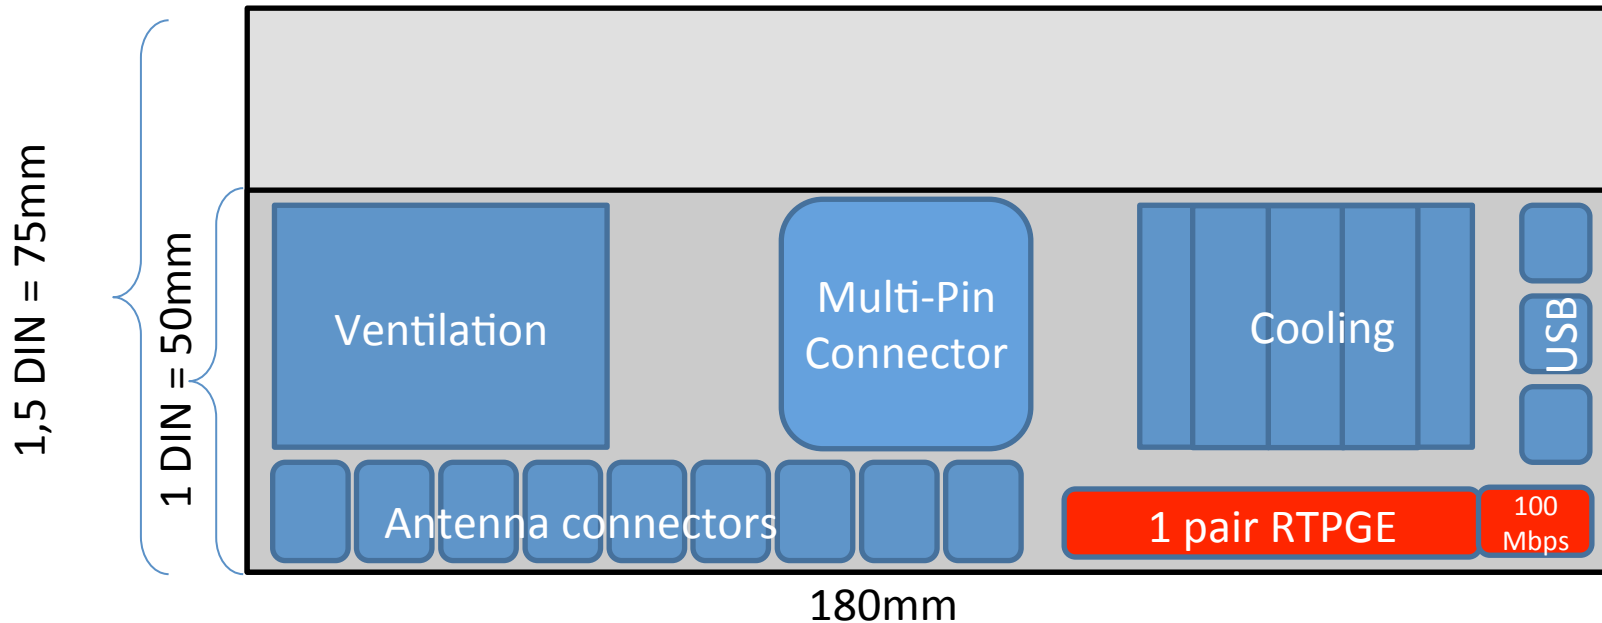 1,5 DIN = 75mm
1 DIN = 50mm
Ventilation
Multi-Pin
Connector
Cooling
USB
Antenna connectors
1 pair RTPGE
100
Mbps
180mm